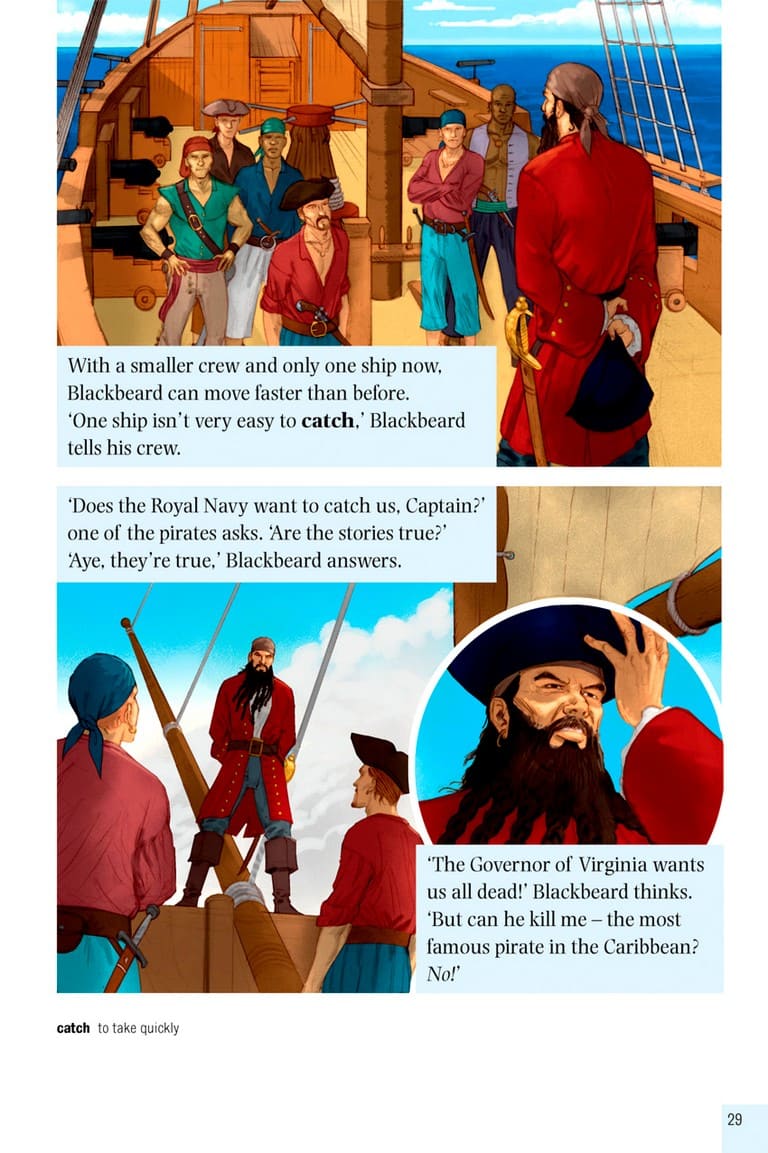 With a smaller crew and only one ship now,
Blackbeard can move faster than before.
‘One ship isn’t very easy to catch,’ Blackbeard
tells his crew.
‘Does the Royal Navy want to catch us, Captain?’
one of the pirates asks. ‘Are the stories true?’
‘Aye, they’re true,’ Blackbeard answers.
‘The Governor of Virginia wants
us all dead!’ Blackbeard thinks.
‘But can he kill me – the most
famous pirate in the Caribbean?
No!’
catch to take quickly
29